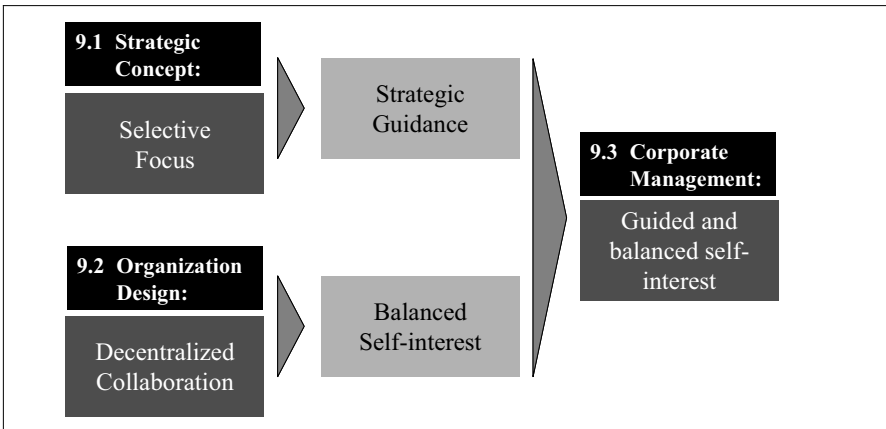 9.1 Strategic
Concept:
Selective
Focus
Strategic
Guidance
9.2 Organization
Design:
Decentralized
Collaboration
Balanced
Self-interest
9.3 Corporate
Management:
Guided and
balanced self-
interest